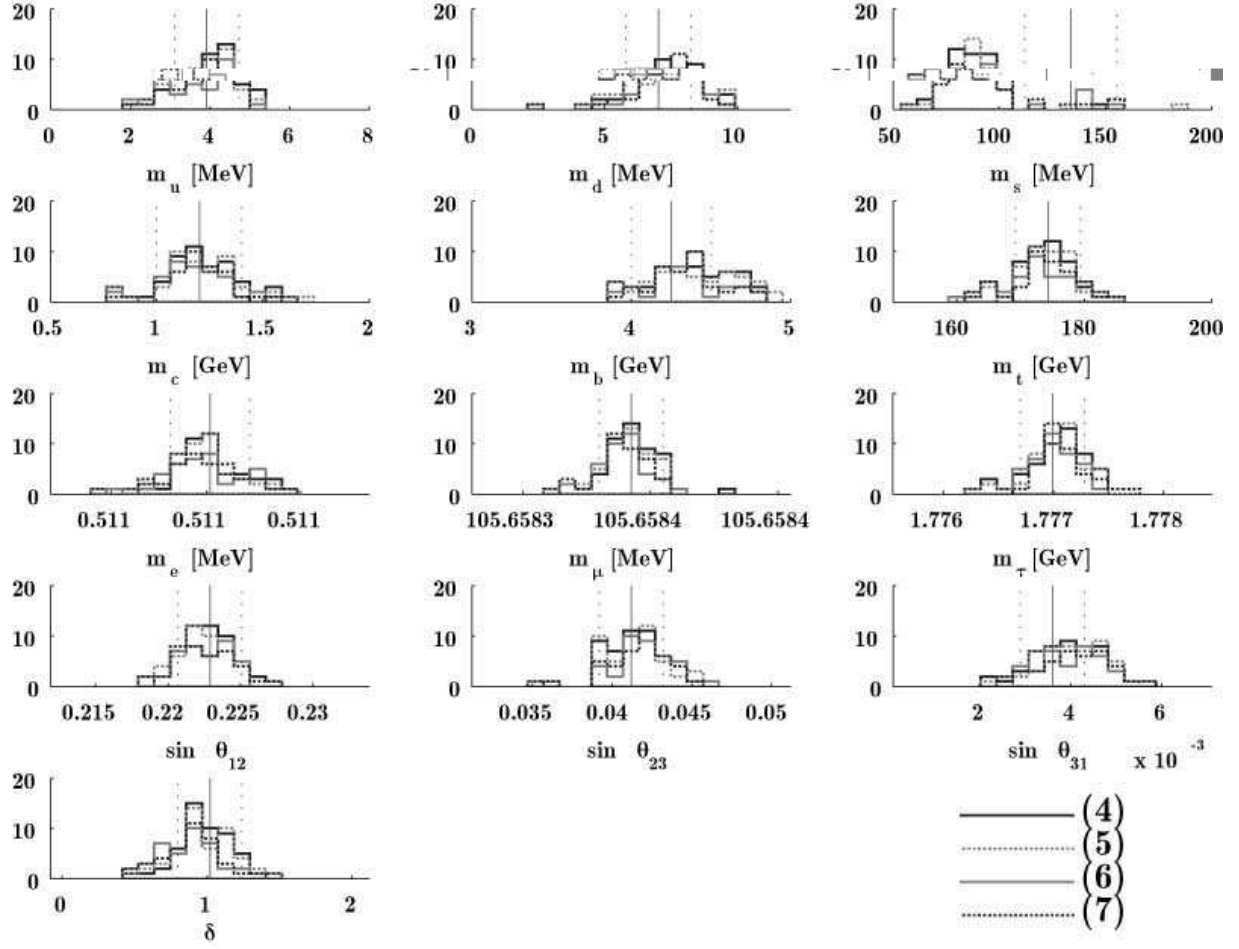 20 20 20
10 10 10
0 0 0
0 2 4 6 8 0 5 10 50 100 150 200
m_u [MeV] m_d [MeV] m_s [MeV]
20 20 20
10 10 10
0 0 0
0.5 1 1.5 2 3 4 5 160 180 200
m_c [GeV] m_b [GeV] m_t [GeV]
20 20 20
10 10 10
0 0 0
0.511 0.511 0.511 105.6583 105.6584 105.6584 1.776 1.777 1.778
m_e [MeV] m_μ [MeV] m_τ [GeV]
20 20 20
10 10 10
0 0 0
0.215 0.22 0.225 0.23 0.035 0.04 0.045 0.05 2 4 6
sin θ_12 sin θ_23 sin θ_31 x 10^-3
20
10
0
0 1 2
δ
(4)
(5)
(6)
(7)